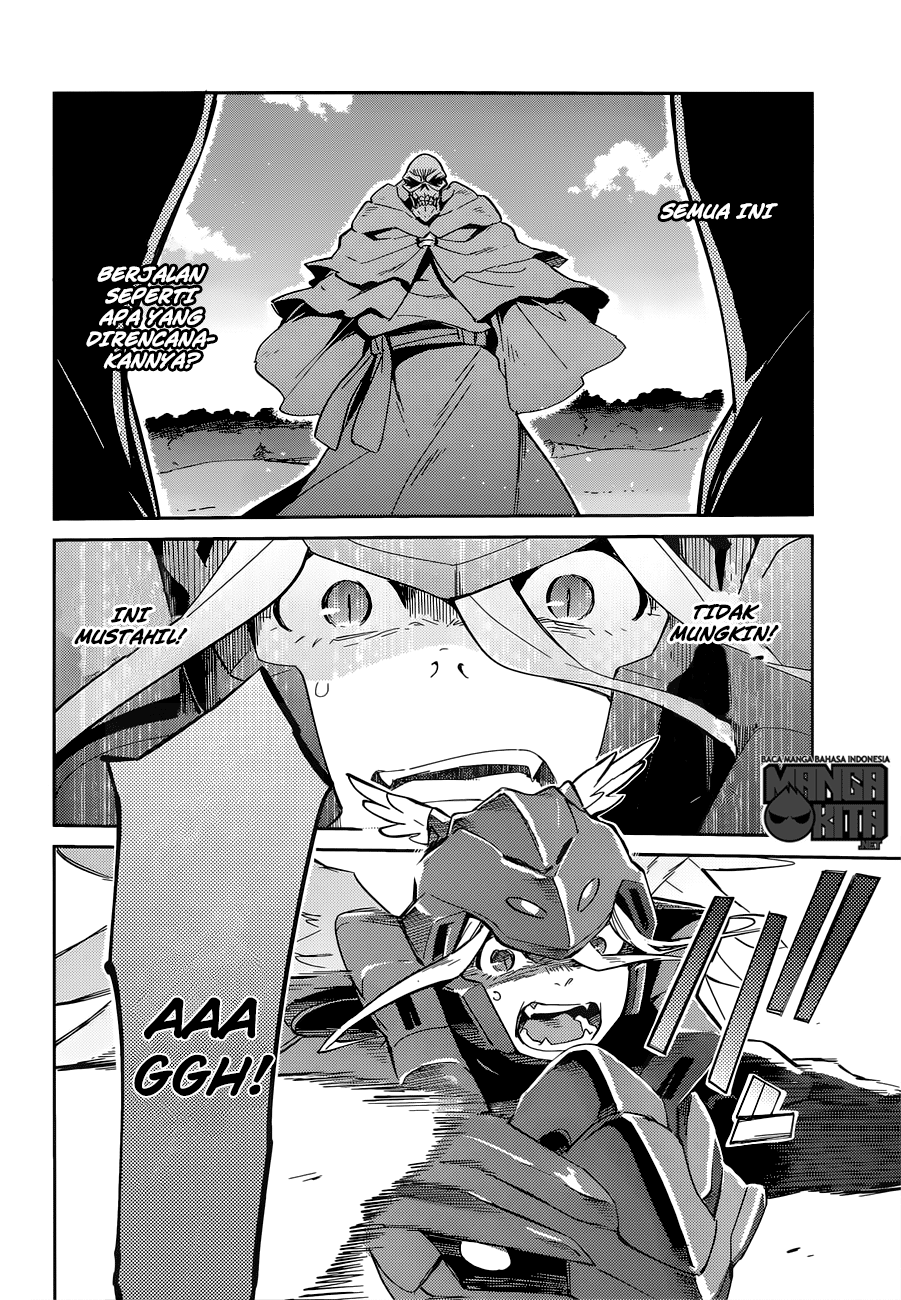 SEMUA INI
BERJALAN
SEPERTI
APA YANG
DIRENCANA-
KANNYA?
TIDAK
MUNGKIN!
INI
MUSTAHIL!
BACA MANGA BAHASA INDONESIA
MANGA
KITA
.NET
AAA
GGH!